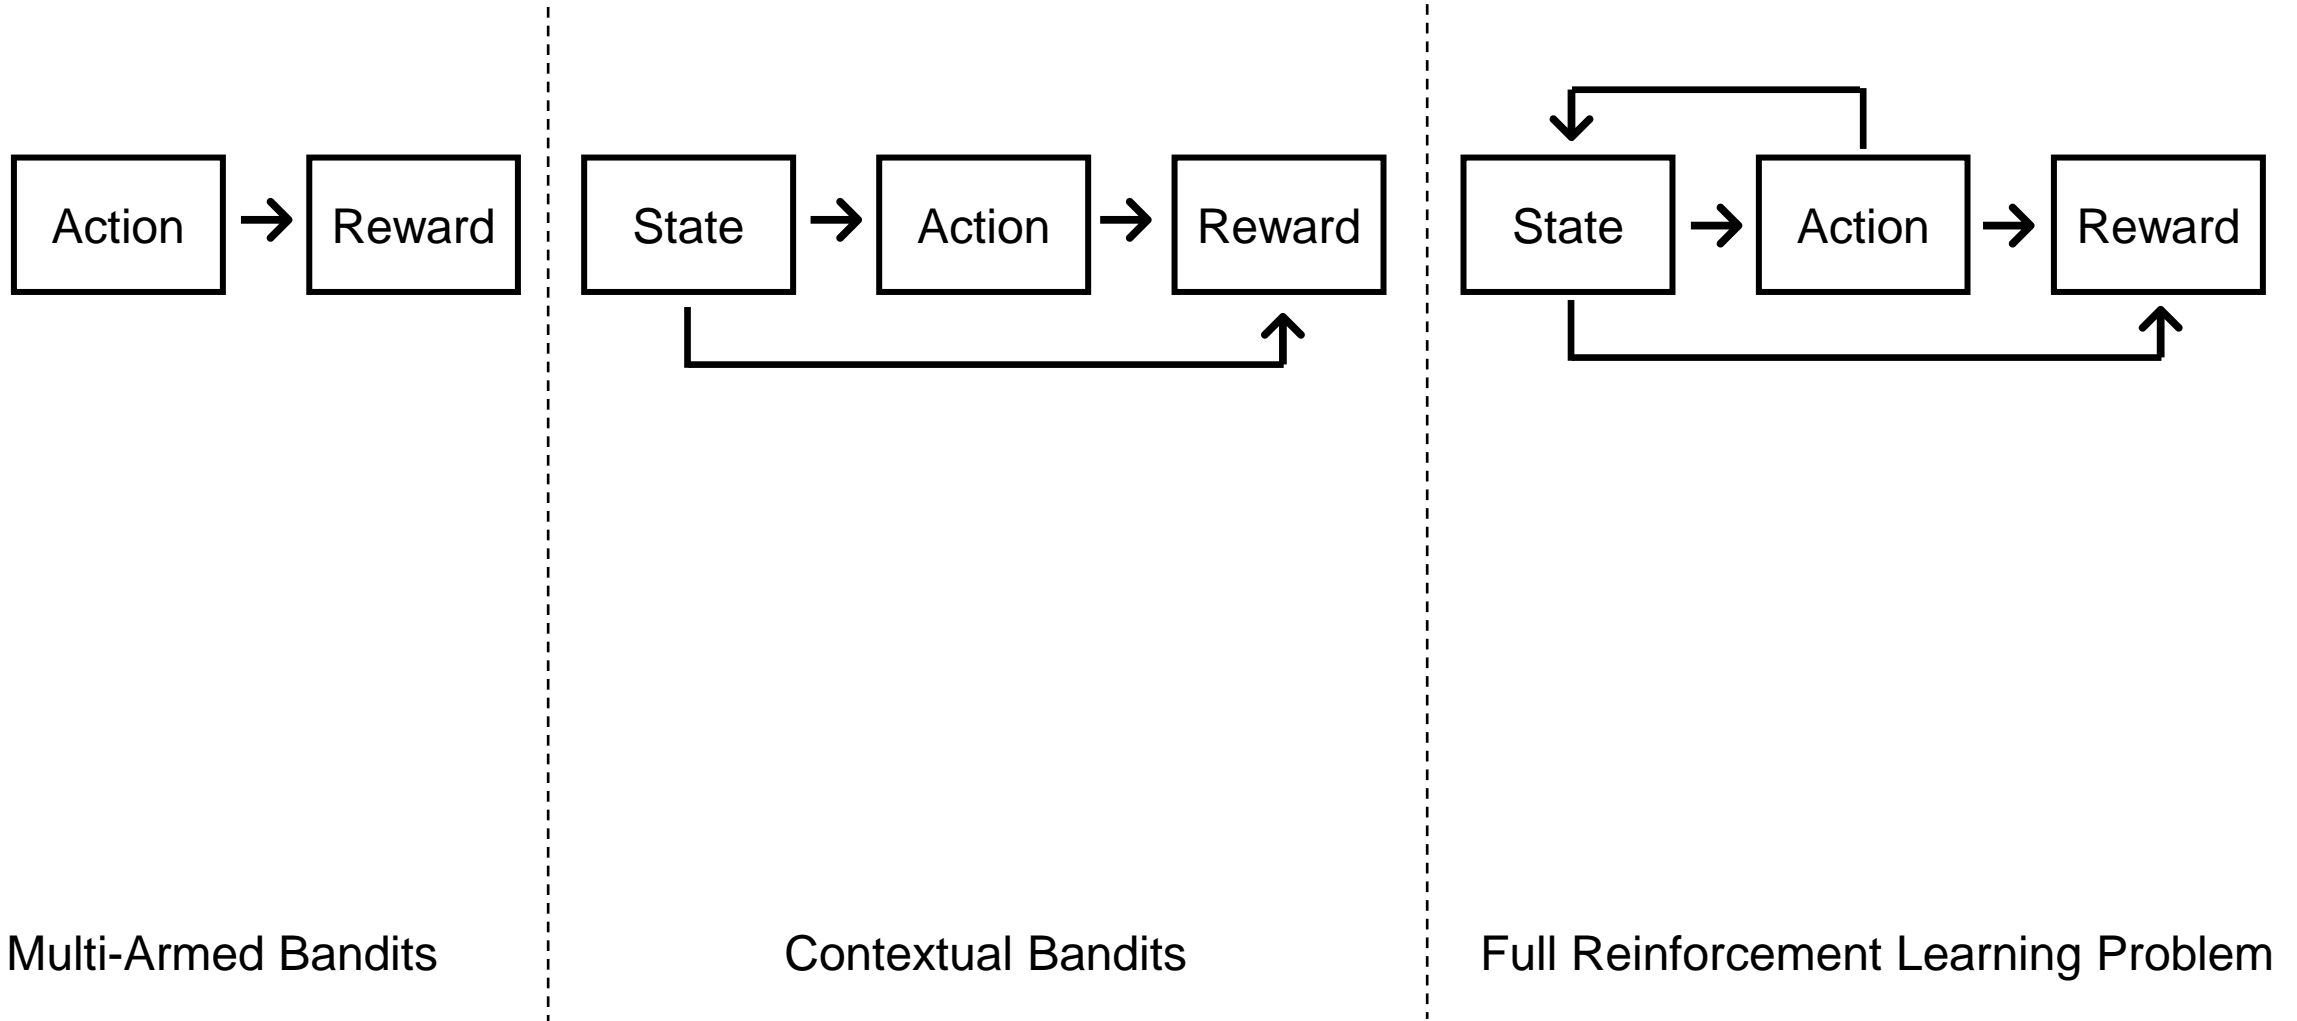 Action
Reward
State
Action
Reward
State
Action
Reward
Multi-Armed Bandits
Contextual Bandits
Full Reinforcement Learning Problem